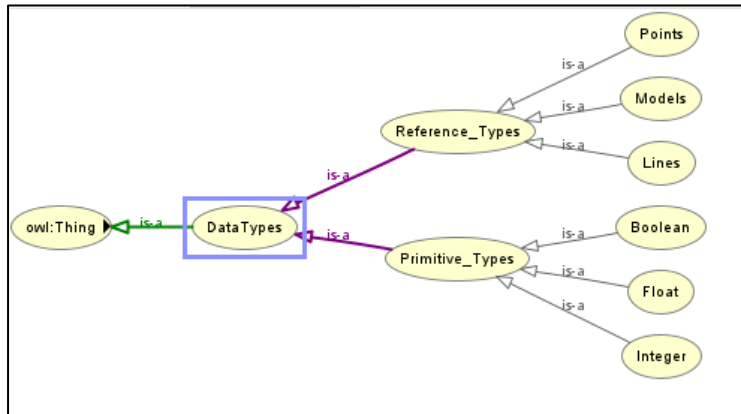 Points
is-a
Models
is-a
Reference_Types
is-a
Lines
is-a
owl:Thing
is-a
DataTypes
is-a
Boolean
is-a
Primitive_Types
is-a
Float
is-a
Integer